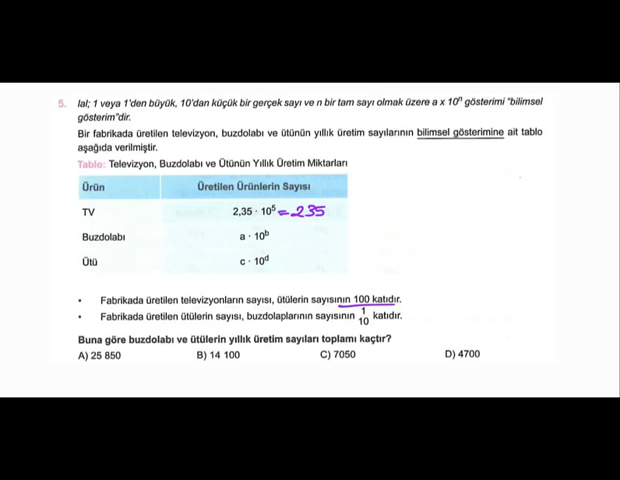 5. lal; 1 veya 1'den büyük, 10'dan küçük bir gerçek sayı ve n bir tam sayı olmak üzere a x 10ⁿ gösterimi "bilimsel
gösterim"dir.
Bir fabrikada üretilen televizyon, buzdolabı ve ütünün yıllık üretim sayılarının bilimsel gösterimine ait tablo
aşağıda verilmiştir.
Tablo: Televizyon, Buzdolabı ve Ütünün Yıllık Üretim Miktarları
Ürün Üretilen Ürünlerin Sayısı
TV 2,35 · 10⁵ = 235
Buzdolabı a · 10ᵇ
Ütü c · 10ᵈ
• Fabrikada üretilen televizyonların sayısı, ütülerin sayısının 100 katıdır.
• Fabrikada üretilen ütülerin sayısı, buzdolaplarının sayısının 1/10 katıdır.
Buna göre buzdolabı ve ütülerin yıllık üretim sayıları toplamı kaçtır?
A) 25 850 B) 14 100 C) 7050 D) 4700